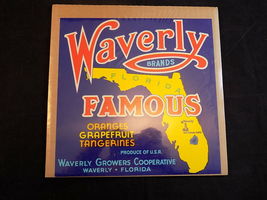 Waverly
BRANDS
FLORIDA
FAMOUS
ORANGES
GRAPEFRUIT
TANGERINES
PRODUCE OF U.S.A.
WAVERLY GROWERS COOPERATIVE
WAVERLY • FLORIDA